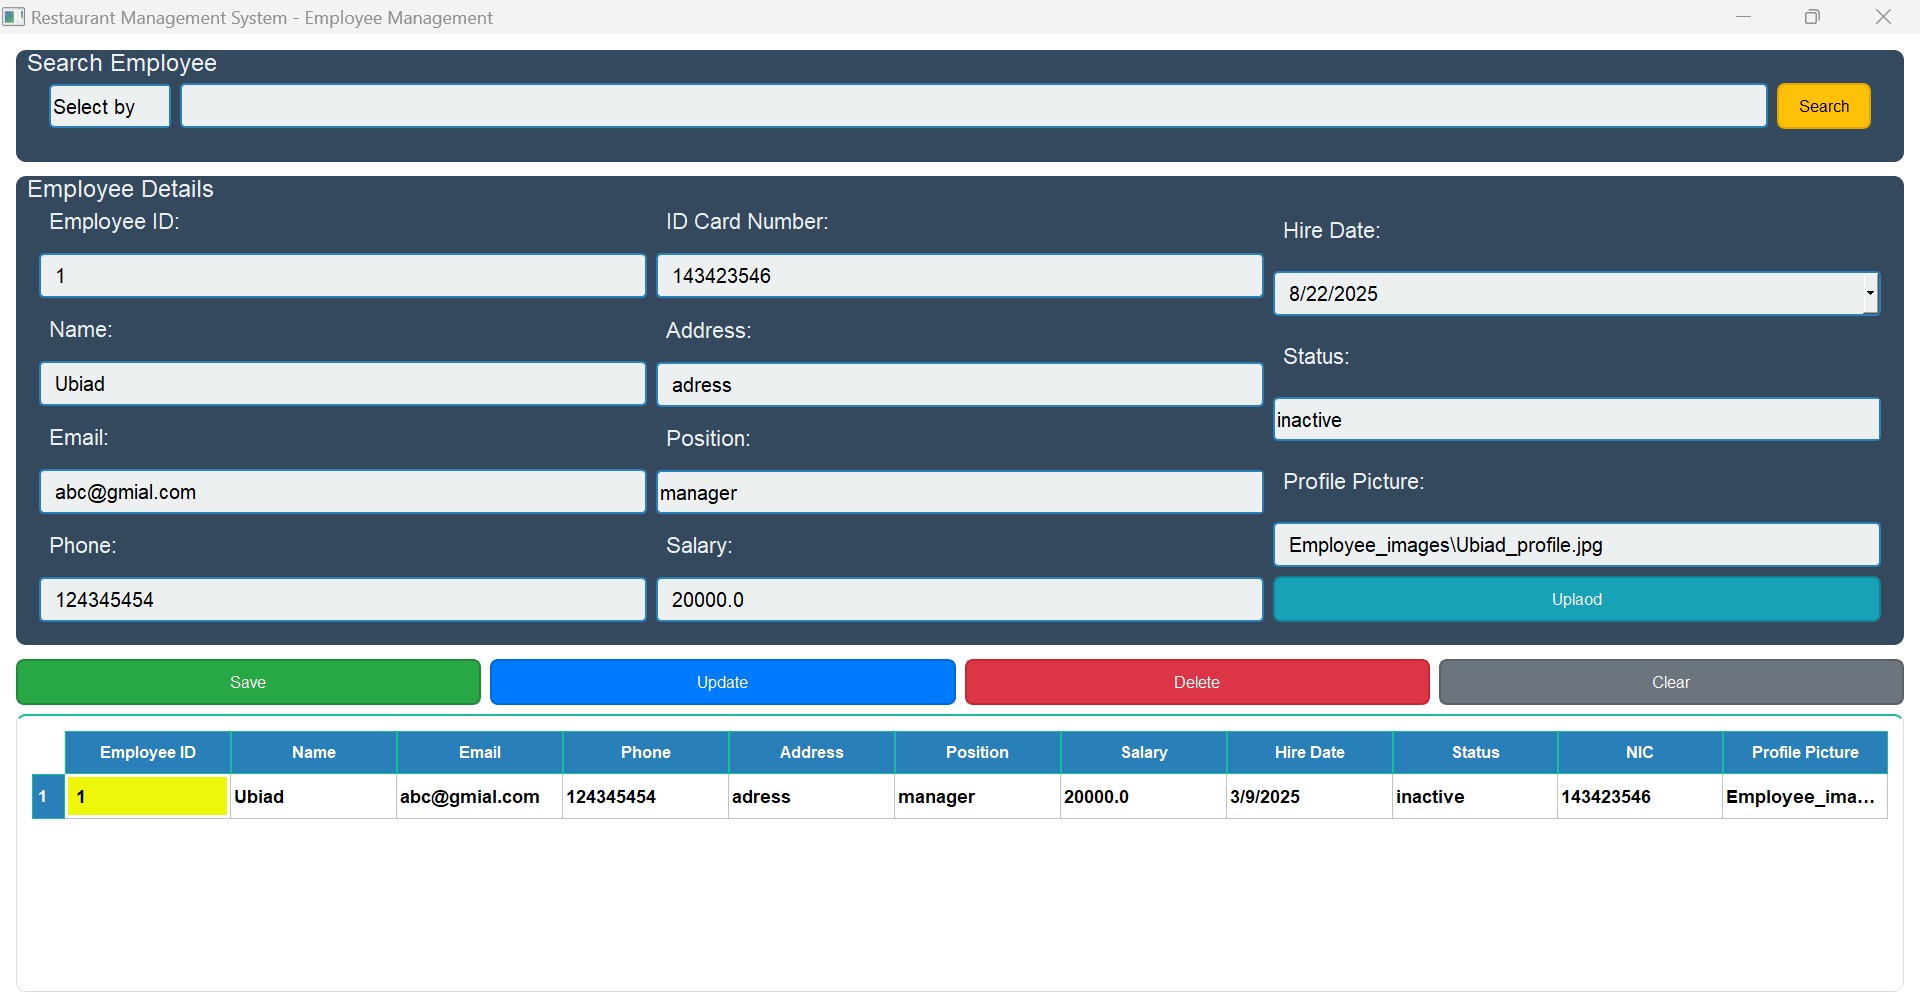 Restaurant Management System - Employee Management
Search Employee
Select by
Search
Employee Details
Employee ID:
1
Name:
Ubiad
Email:
abc@gmial.com
Phone:
124345454
ID Card Number:
143423546
Address:
adress
Position:
manager
Salary:
20000.0
Hire Date:
8/22/2025
Status:
inactive
Profile Picture:
Employee_images\Ubiad_profile.jpg
Uplaod
Save Update Delete Clear
Employee ID Name Email Phone Address Position Salary Hire Date Status NIC Profile Picture
1 1 Ubiad abc@gmial.com 124345454 adress manager 20000.0 3/9/2025 inactive 143423546 Employee_ima...